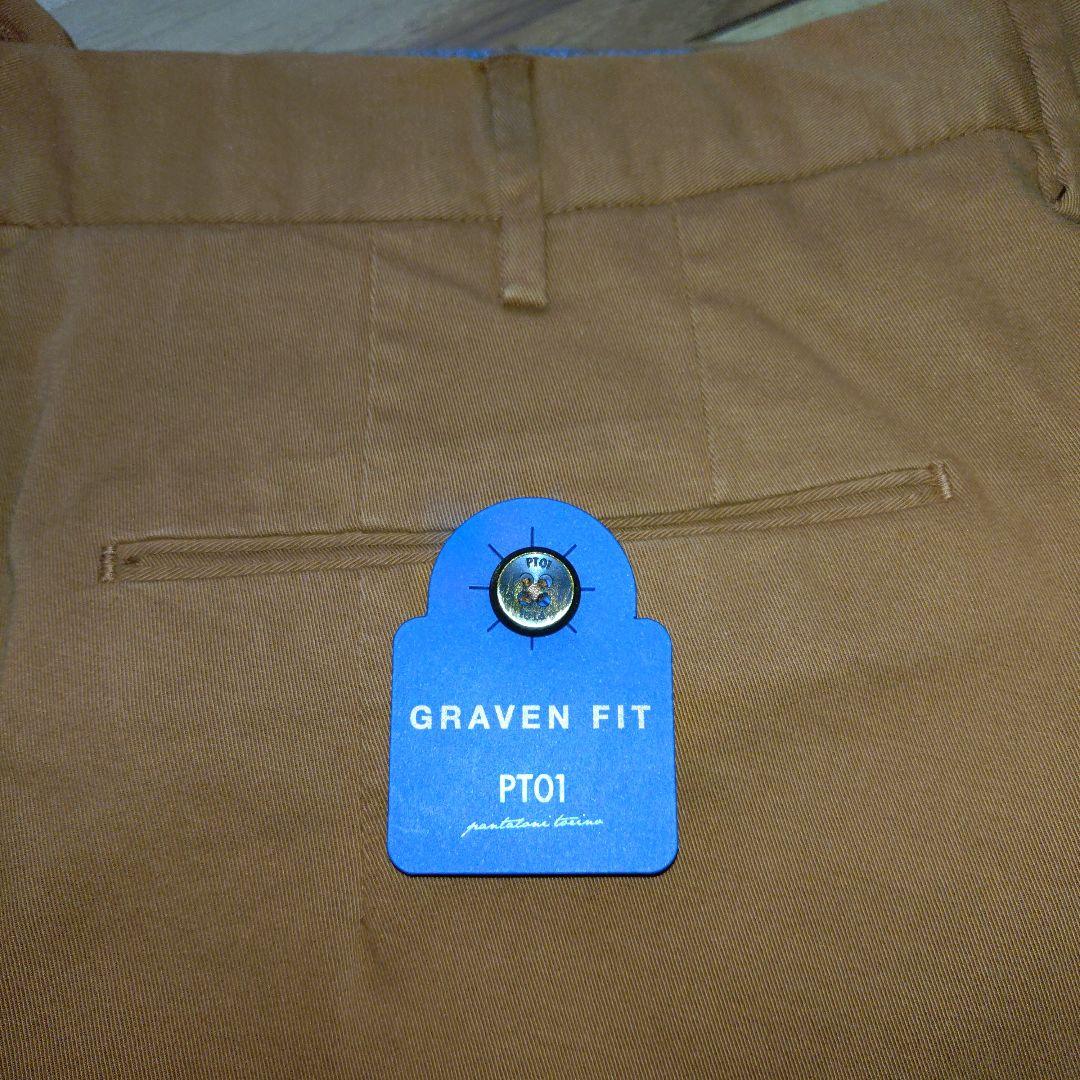 PT01
GRAVEN FIT
PT01
pantaloni torino